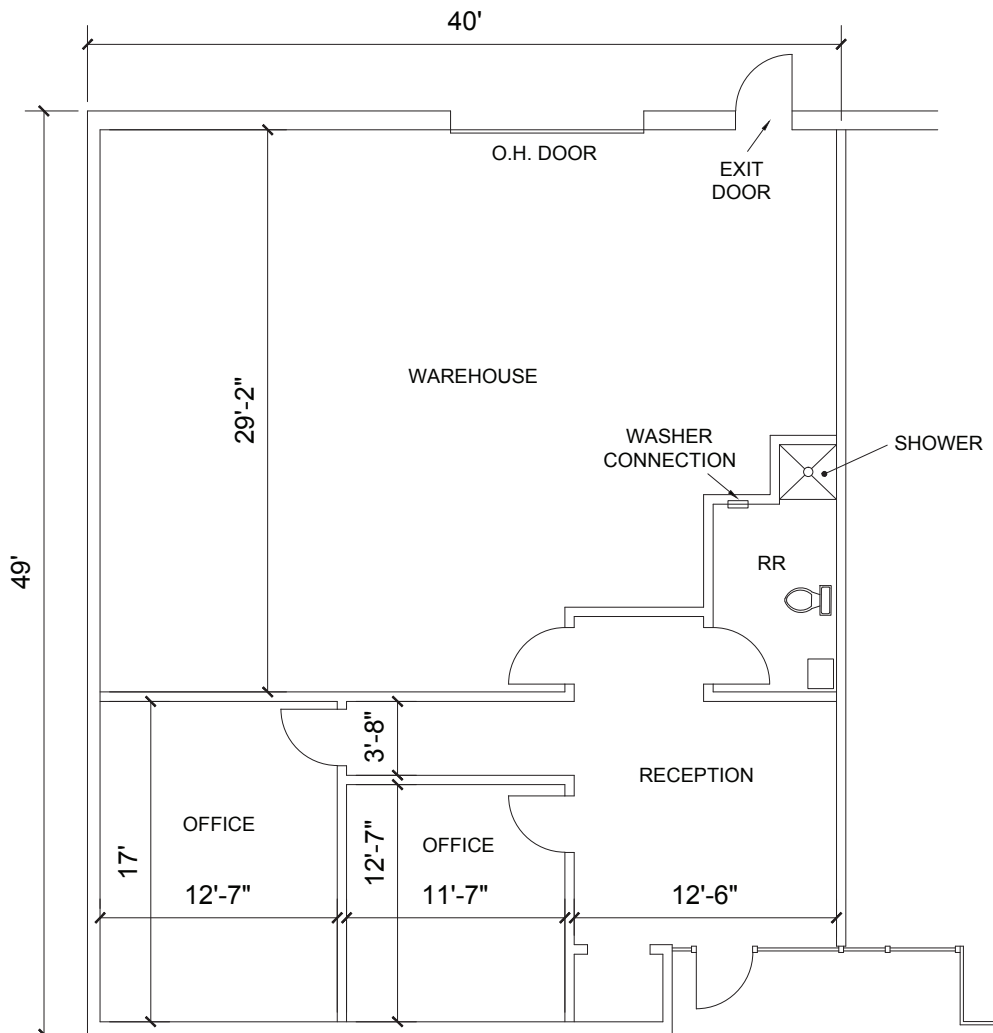 40'
O.H. DOOR
EXIT
DOOR
WAREHOUSE
29'-2"
WASHER
CONNECTION
SHOWER
49'
RR
3'-8"
RECEPTION
OFFICE
OFFICE
17'
12'-7"
12'-7"
11'-7"
12'-6"